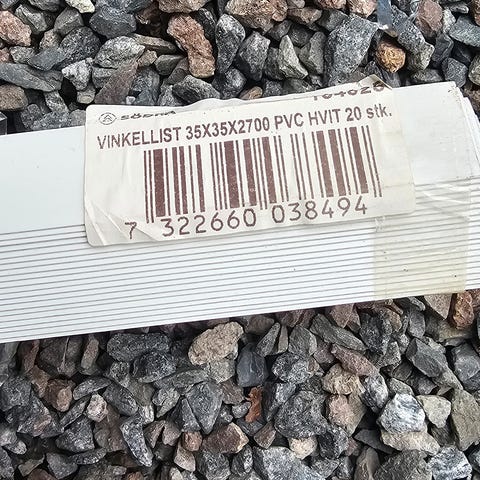 VINKELLIST 35X35X2700 PVC HVIT 20 stk.
7 322660 038494